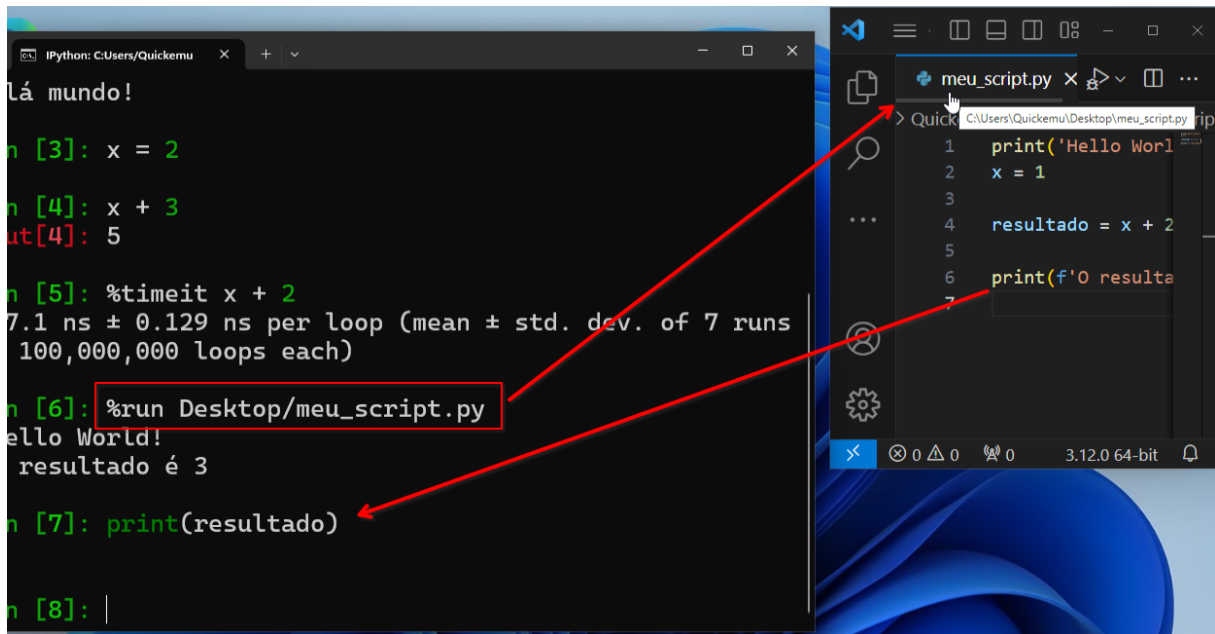 IPython: C:Users/Quickemu
lá mundo!
n [3]: x = 2
n [4]: x + 3
ut[4]: 5
n [5]: %timeit x + 2
7.1 ns ± 0.129 ns per loop (mean ± std. dev. of 7 runs
100,000,000 loops each)
n [6]: %run Desktop/meu_script.py
ello World!
resultado é 3
n [7]: print(resultado)
n [8]:
meu_script.py
Quick
C:\Users\Quickemu\Desktop\meu_script.py
rip
1 print('Hello Worl
2 x = 1
3
4 resultado = x + 2
5
6 print(f'O resulta
7
0 0 0 3.12.0 64-bit